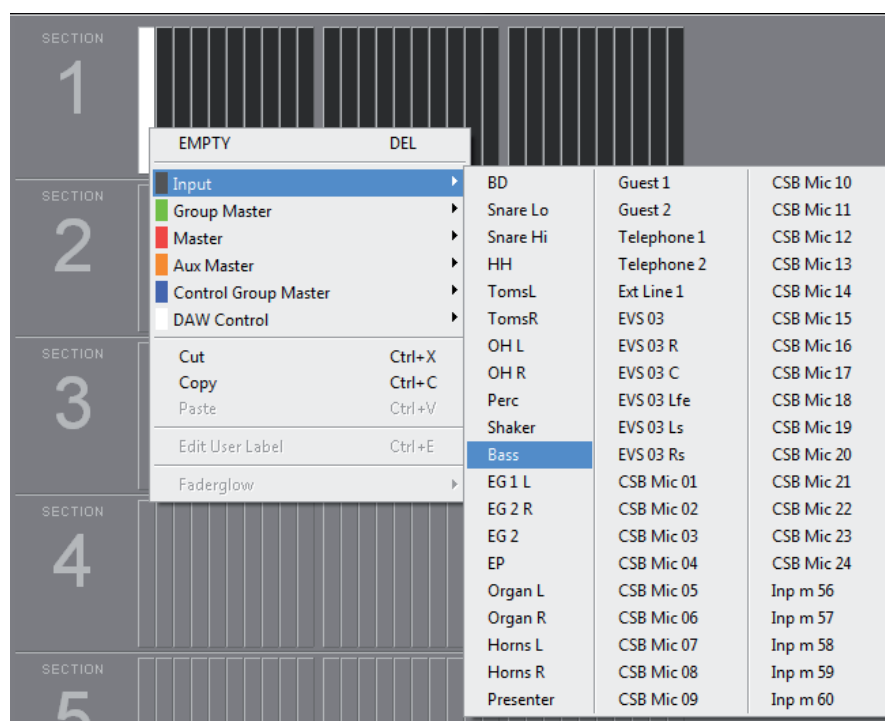 SECTION
1
SECTION
2
SECTION
3
SECTION
4
SECTION
5
EMPTY DEL
Input
Group Master
Master
Aux Master
Control Group Master
DAW Control
Cut Ctrl+X
Copy Ctrl+C
Paste Ctrl+V
Edit User Label Ctrl+E
Faderglow
BD
Snare Lo
Snare Hi
HH
TomsL
TomsR
OH L
OH R
Perc
Shaker
Bass
EG 1 L
EG 2 R
EG 2
EP
Organ L
Organ R
Horns L
Horns R
Presenter
Guest 1
Guest 2
Telephone 1
Telephone 2
Ext Line 1
EVS 03
EVS 03 R
EVS 03 C
EVS 03 Lfe
EVS 03 Ls
EVS 03 Rs
CSB Mic 01
CSB Mic 02
CSB Mic 03
CSB Mic 04
CSB Mic 05
CSB Mic 06
CSB Mic 07
CSB Mic 08
CSB Mic 09
CSB Mic 10
CSB Mic 11
CSB Mic 12
CSB Mic 13
CSB Mic 14
CSB Mic 15
CSB Mic 16
CSB Mic 17
CSB Mic 18
CSB Mic 19
CSB Mic 20
CSB Mic 21
CSB Mic 22
CSB Mic 23
CSB Mic 24
Inp m 56
Inp m 57
Inp m 58
Inp m 59
Inp m 60